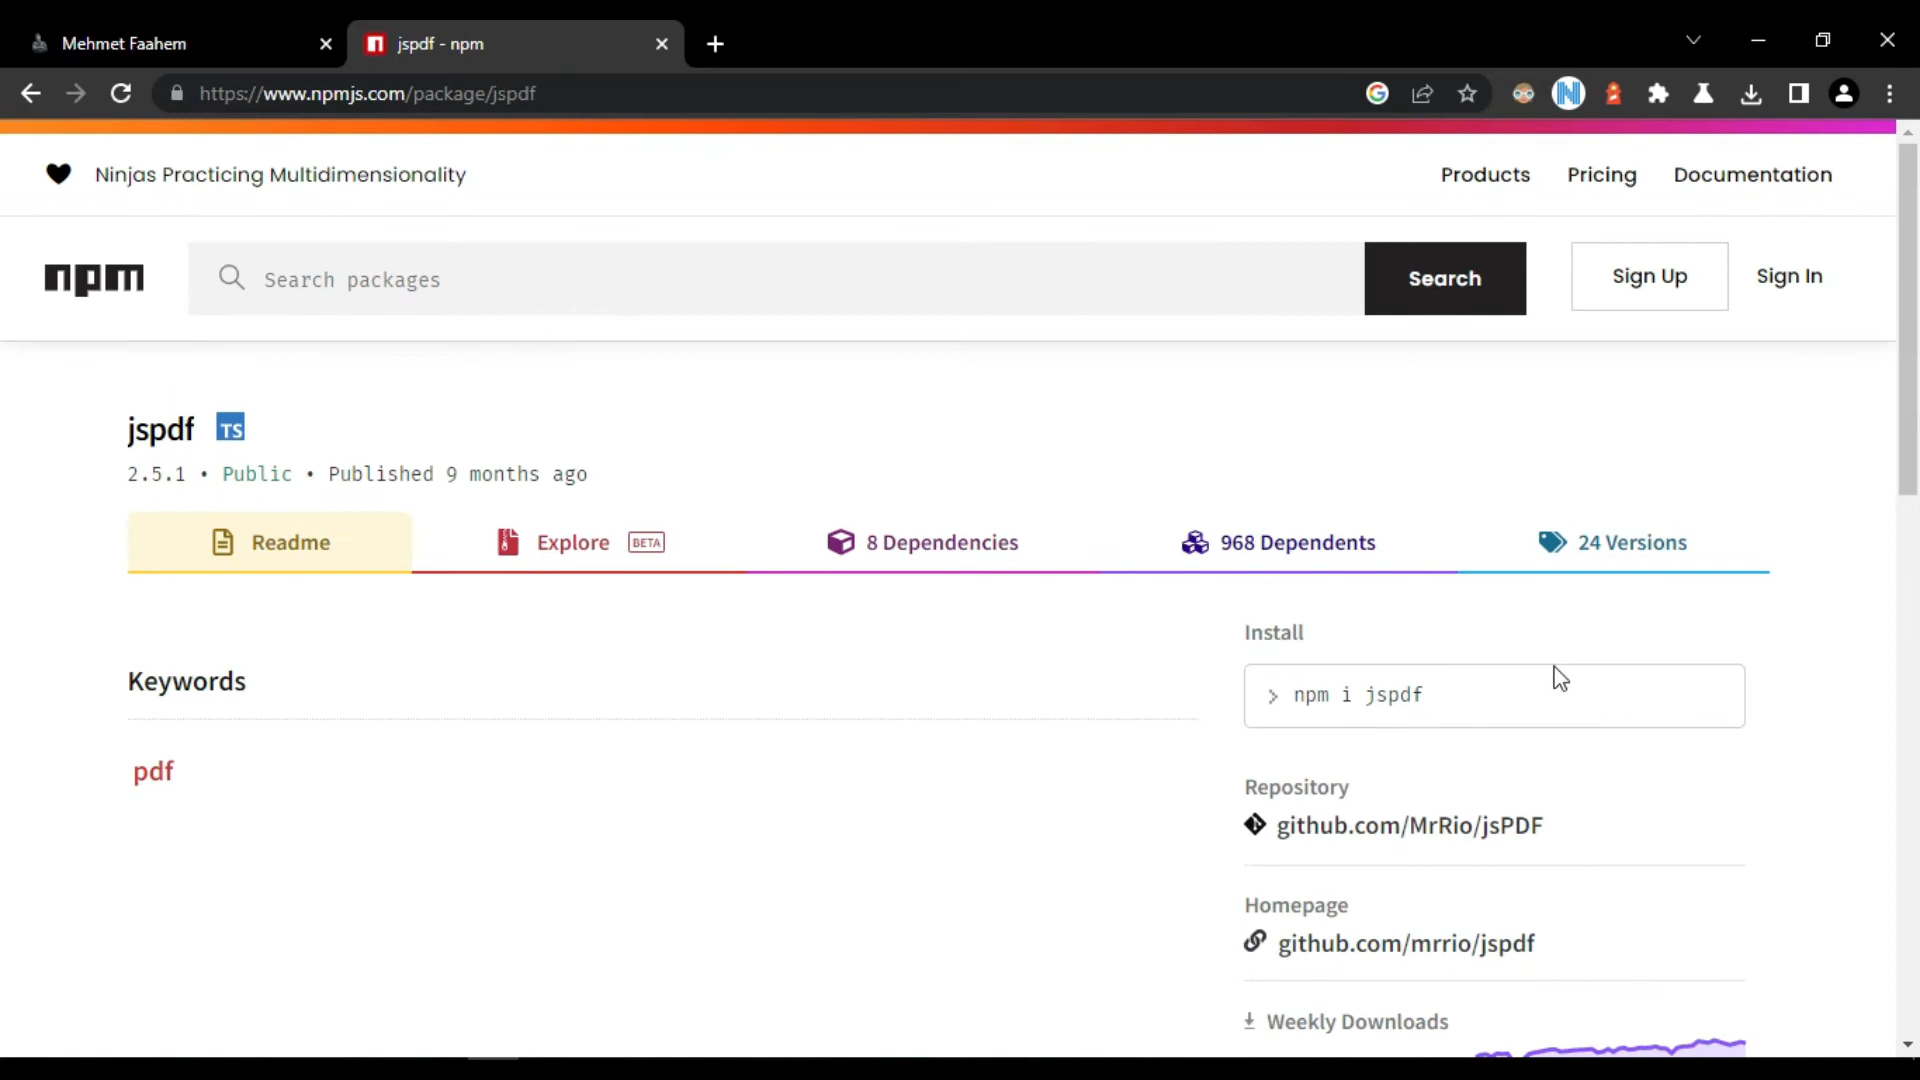 Mehmet Faahem
jspdf - npm
https://www.npmjs.com/package/jspdf
Ninjas Practicing Multidimensionality
Products Pricing Documentation
npm
Search packages
Search
Sign Up
Sign In
jspdf TS
2.5.1 • Public • Published 9 months ago
Readme
Explore BETA
8 Dependencies
968 Dependents
24 Versions
Keywords
pdf
Install
> npm i jspdf
Repository
github.com/MrRio/jsPDF
Homepage
github.com/mrrio/jspdf
Weekly Downloads